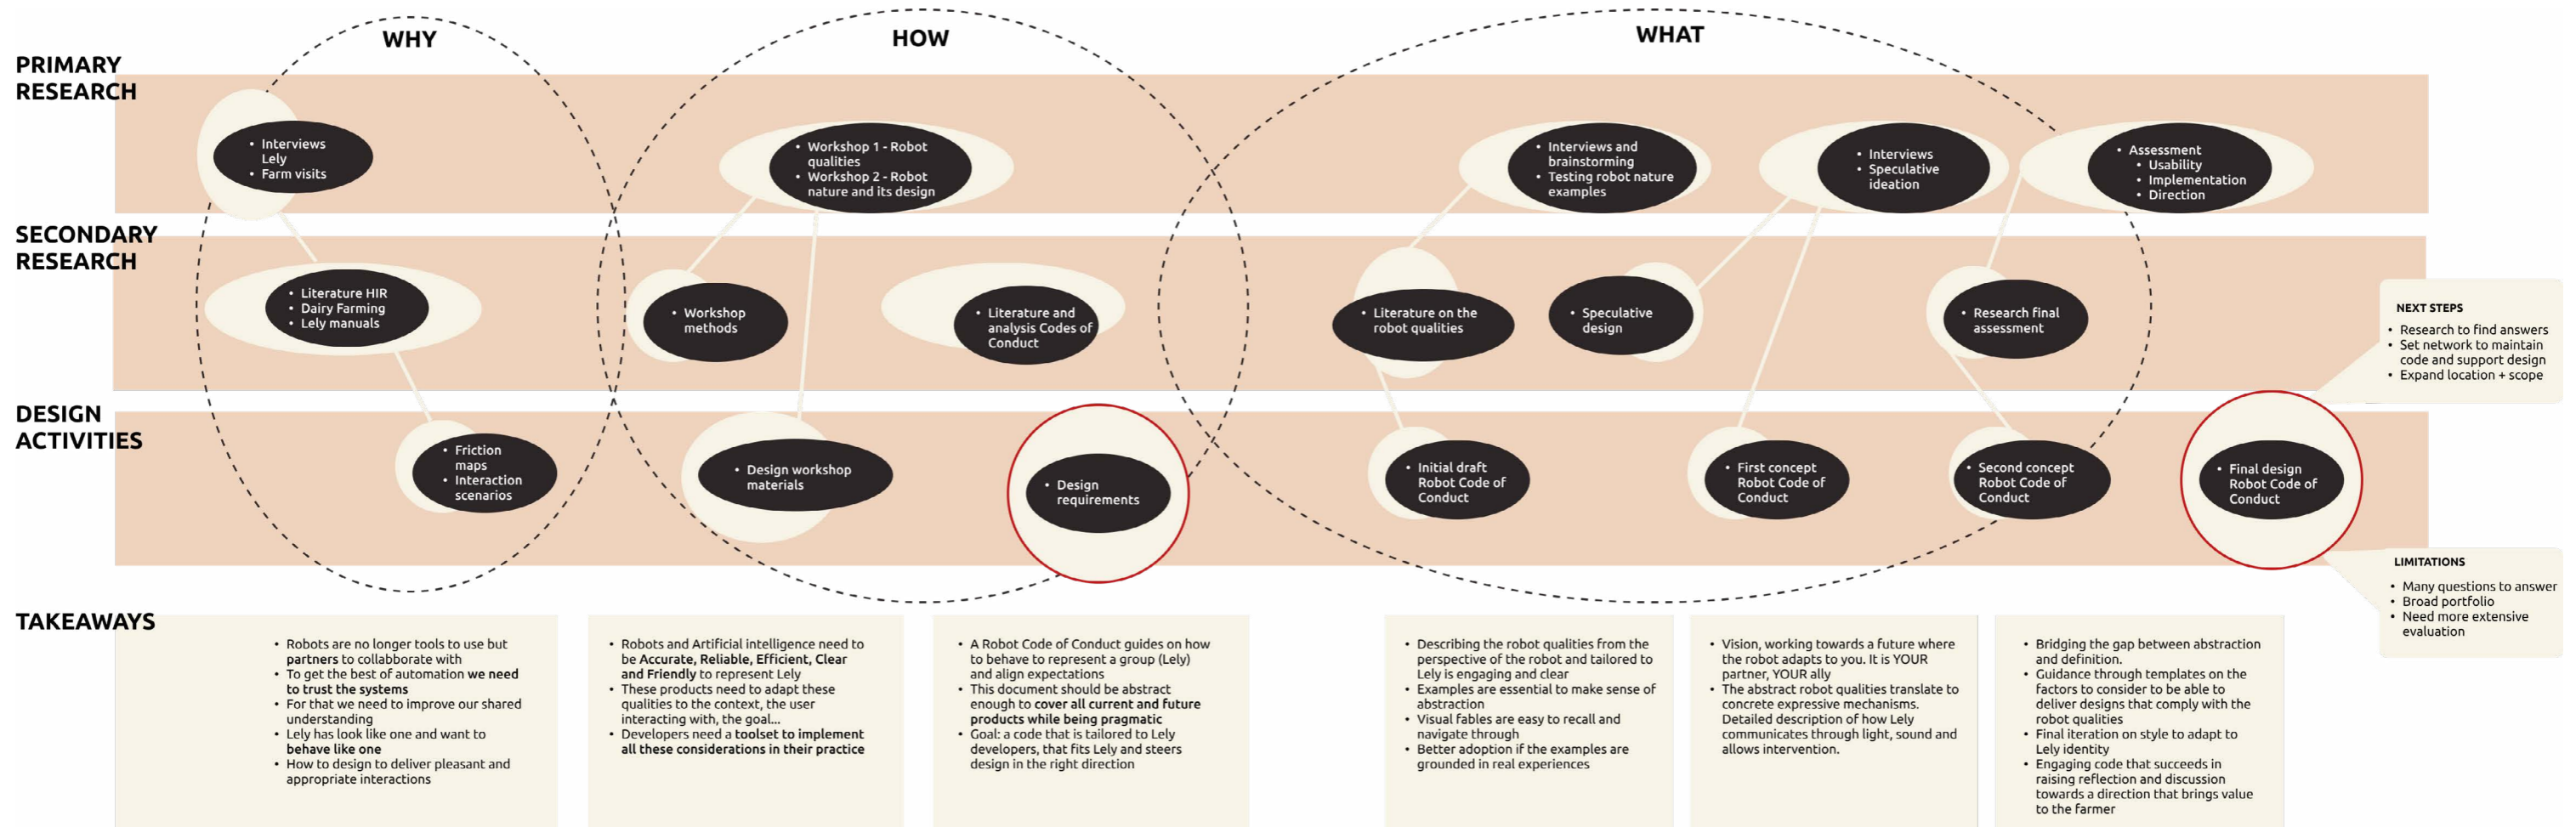 WHY
HOW
WHAT
PRIMARY
RESEARCH
• Interviews
Lely
• Farm visits
• Workshop 1 - Robot
qualities
• Workshop 2 - Robot
nature and its design
• Interviews and
brainstorming
• Testing robot nature
examples
• Interviews
• Speculative
ideation
• Assessment
• Usability
• Implementation
• Direction
SECONDARY
RESEARCH
• Literature HIR
• Dairy Farming
• Lely manuals
• Workshop
methods
• Literature and
analysis Codes of
Conduct
• Literature on the
robot qualities
• Speculative
design
• Research final
assessment
NEXT STEPS
• Research to find answers
• Set network to maintain
code and support design
• Expand location + scope
DESIGN
ACTIVITIES
• Friction
maps
• Interaction
scenarios
• Design workshop
materials
• Design
requirements
• Initial draft
Robot Code of
Conduct
• First concept
Robot Code of
Conduct
• Second concept
Robot Code of
Conduct
• Final design
Robot Code of
Conduct
LIMITATIONS
• Many questions to answer
• Broad portfolio
• Need more extensive
evaluation
TAKEAWAYS
• Robots are no longer tools to use but
partners to collabborate with
• To get the best of automation we need
to trust the systems
• For that we need to improve our shared
understanding
• Lely has look like one and want to
behave like one
• How to design to deliver pleasant and
appropriate interactions
• Robots and Artificial intelligence need to
be Accurate, Reliable, Efficient, Clear
and Friendly to represent Lely
• These products need to adapt these
qualities to the context, the user
interacting with, the goal...
• Developers need a toolset to implement
all these considerations in their practice
• A Robot Code of Conduct guides on how
to behave to represent a group (Lely)
and align expectations
• This document should be abstract
enough to cover all current and future
products while being pragmatic
• Goal: a code that is tailored to Lely
developers, that fits Lely and steers
design in the right direction
• Describing the robot qualities from the
perspective of the robot and tailored to
Lely is engaging and clear
• Examples are essential to make sense of
abstraction
• Visual fables are easy to recall and
navigate through
• Better adoption if the examples are
grounded in real experiences
• Vision, working towards a future where
the robot adapts to you. It is YOUR
partner, YOUR ally
• The abstract robot qualities translate to
concrete expressive mechanisms.
Detailed description of how Lely
communicates through light, sound and
allows intervention.
• Bridging the gap between abstraction
and definition.
• Guidance through templates on the
factors to consider to be able to
deliver designs that comply with the
robot qualities
• Final iteration on style to adapt to
Lely identity
• Engaging code that succeeds in
raising reflection and discussion
towards a direction that brings value
to the farmer